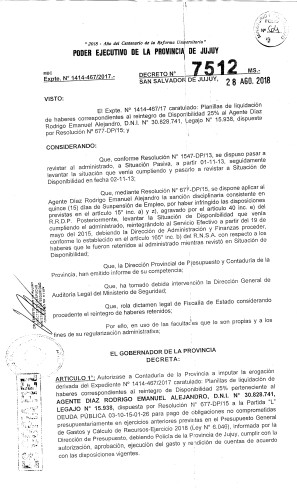 "2018 - Año del Centenario de la Reforma Universitaria"
PODER EJECUTIVO DE LA PROVINCIA DE JUJUY
Expte. Nº 1414-467/2017.-
DECRETO Nº 7512 MS.-
SAN SALVADOR DE JUJUY, 28 AGO. 2018
VISTO:
El Expte. Nº 1414-467/17 caratulado: Planillas de liquidación
de haberes correspondientes al reintegro de Disponibilidad 25% al Agente Díaz
Rodrigo Emanuel Alejandro, D.N.I. Nº 30.828.741, Legajo Nº 15.938, dispuesto
por Resolución Nº 677-DP/15; y
CONSIDERANDO:
Que, conforme Resolución Nº 1547-DP/13, se dispuso pasar a
revistar al administrado, a Situación Pasiva, a partir 01-11-13, seguidamente
levantar la situación que venía cumpliendo y pasarlo a revistar a Situación de
Disponibilidad en fecha 02-11-13;
Que, mediante Resolución Nº 677-DP/15, se dispone aplicar al
Agente Díaz Rodrigo Emanuel Alejandro la sanción disciplinaria consistente en
quince (15) días de Suspensión de Empleo, por haber infringido las disposiciones
previstas en el artículo 15° inc. a) y z), agravado por el artículo 40 inc. e) del
R.R.D.P. Posteriormente, levantar la Situación de Disponibilidad que venía
cumpliendo el administrado, reintegrándolo al Servicio Efectivo a partir del 19 de
mayo del 2015, debiendo la Dirección de Administración y Finanzas proceder,
conforme lo establecido en el artículo 165° inc. b) del R.N.S.A. con respecto a los
haberes que le fueron retenidos al administrado mientras revistó en Situación de
Disponibilidad;
Que, la Dirección Provincial de Presupuesto y Contaduría de la
Provincia, han emitido informe de su competencia;
Que, ha tomado debida intervención la Dirección General de
Auditoría Legal del Ministerio de Seguridad;
Que, rola dictamen legal de Fiscalía de Estado considerando
procedente el reintegro de haberes retenidos;
Por ello, en uso de las facultades que le son propias y a los
fines de su regularización administrativa;
EL GOBERNADOR DE LA PROVINCIA
DECRETA:
ARTÍCULO 1°: Autorízase a Contaduría de la Provincia a imputar la erogación
derivada del Expediente Nº 1414-467/2017 caratulado: Planillas de liquidación
de haberes correspondientes al reintegro de Disponibilidad 25% perteneciente al
AGENTE DIAZ RODRIGO EMANUEL ALEJANDRO, D.N.I. Nº 30.828.741,
LEGAJO Nº 15.938, dispuesto por Resolución Nº 677-DP/15 a la Partida "L"
DEUDA PÚBLICA 03-10-15-01-26 para pago de obligaciones no comprometidas
presupuestariamente en ejercicios anteriores previstas en el Presupuesto General
de Gastos y Cálculo de Recursos-Ejercicio 2018 (Ley Nº 6.046), informada por la
Dirección de Presupuesto, debiendo Policía de la Provincia de Jujuy, cumplir con la
autorización, aprobación, ejecución del gasto y rendición de cuentas de acuerdo
con las disposiciones vigentes.